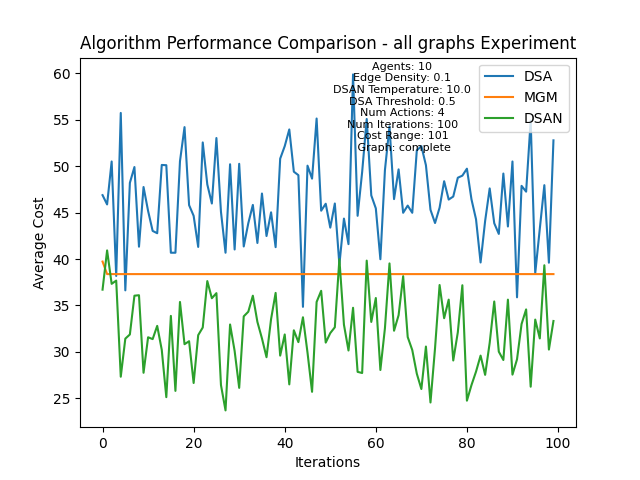 Algorithm Performance Comparison - all graphs Experiment
Agents: 10
Edge Density: 0.1
DSAN Temperature: 10.0
DSA Threshold: 0.5
Num Actions: 4
Num Iterations: 100
Cost Range: 101
Graph: complete
DSA
MGM
DSAN
Average Cost
60
55
50
45
40
35
30
25
0 20 40 60 80 100
Iterations